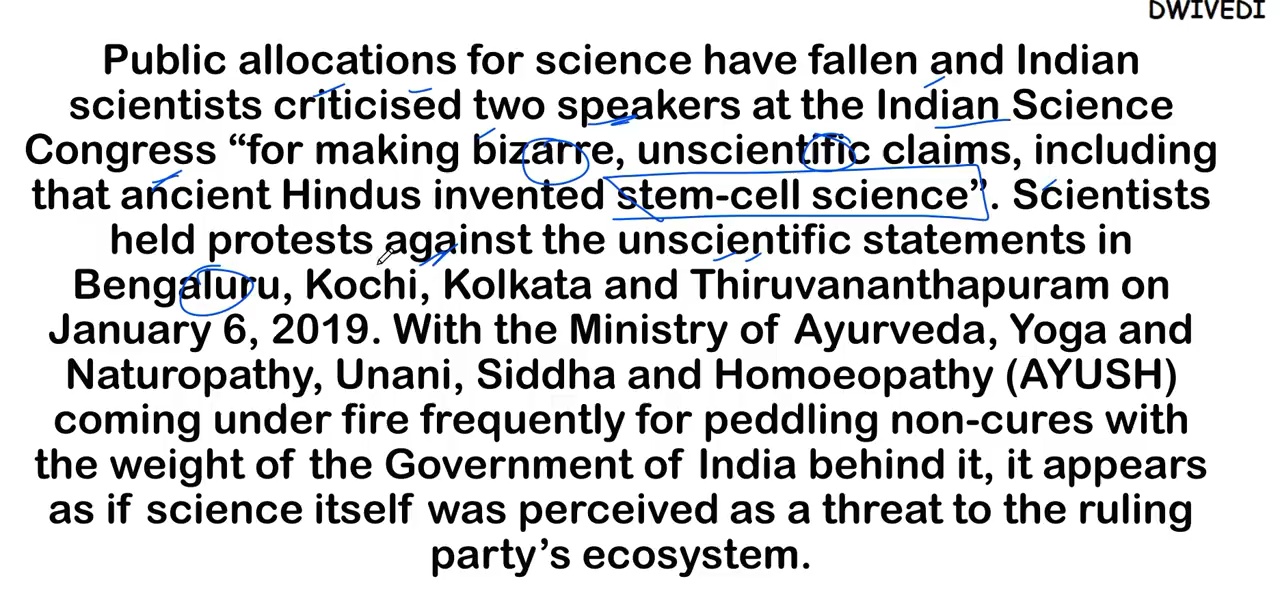 DWIVEDI
Public allocations for science have fallen and Indian
scientists criticised two speakers at the Indian Science
Congress “for making bizarre, unscientific claims, including
that ancient Hindus invented stem-cell science”. Scientists
held protests against the unscientific statements in
Bengaluru, Kochi, Kolkata and Thiruvananthapuram on
January 6, 2019. With the Ministry of Ayurveda, Yoga and
Naturopathy, Unani, Siddha and Homoeopathy (AYUSH)
coming under fire frequently for peddling non-cures with
the weight of the Government of India behind it, it appears
as if science itself was perceived as a threat to the ruling
party’s ecosystem.